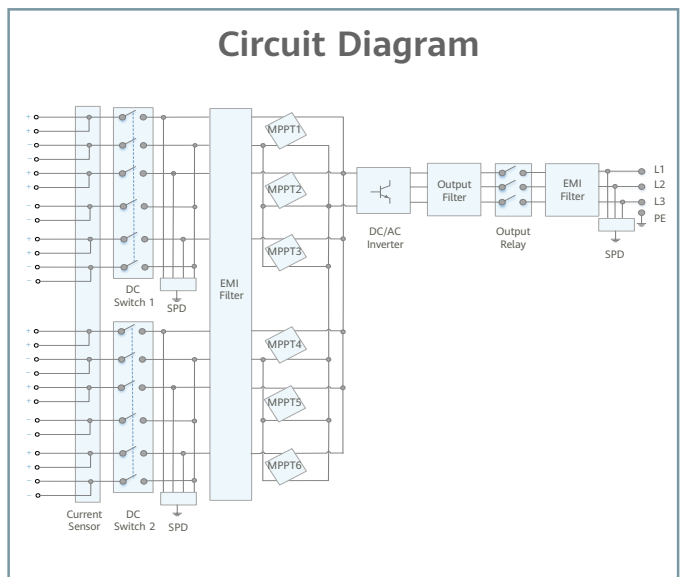 Circuit Diagram
+
+
−
−
+
+
−
−
+
+
−
−
+
+
−
−
+
+
−
−
+
+
−
−
MPPT1
MPPT2
MPPT3
MPPT4
MPPT5
MPPT6
DC
Switch 1
SPD
EMI
Filter
Current
Sensor
DC
Switch 2
SPD
DC/AC
Inverter
Output
Filter
Output
Relay
EMI
Filter
L1
L2
L3
PE
SPD